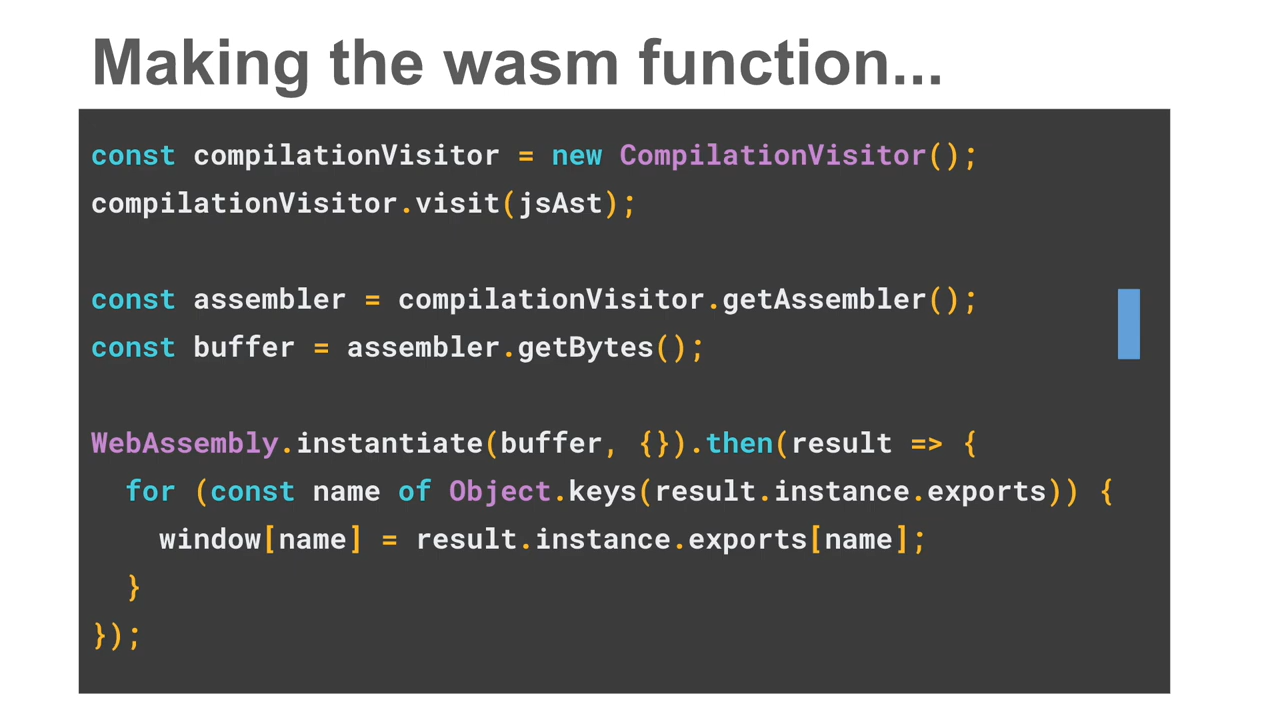 Making the wasm function...
const compilationVisitor = new CompilationVisitor();
compilationVisitor.visit(jsAst);
const assembler = compilationVisitor.getAssembler();
const buffer = assembler.getBytes();
WebAssembly.instantiate(buffer, {}).then(result => {
for (const name of Object.keys(result.instance.exports)) {
window[name] = result.instance.exports[name];
}
});